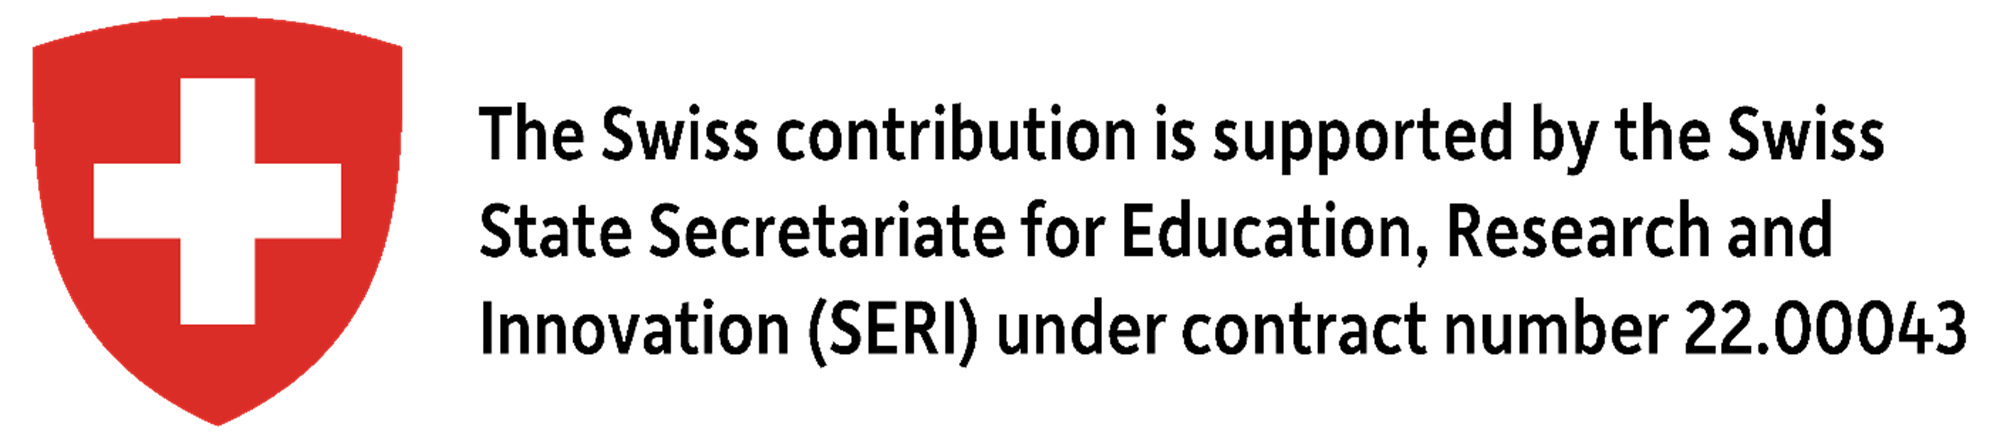 The Swiss contribution is supported by the Swiss
State Secretariate for Education, Research and
Innovation (SERI) under contract number 22.00043